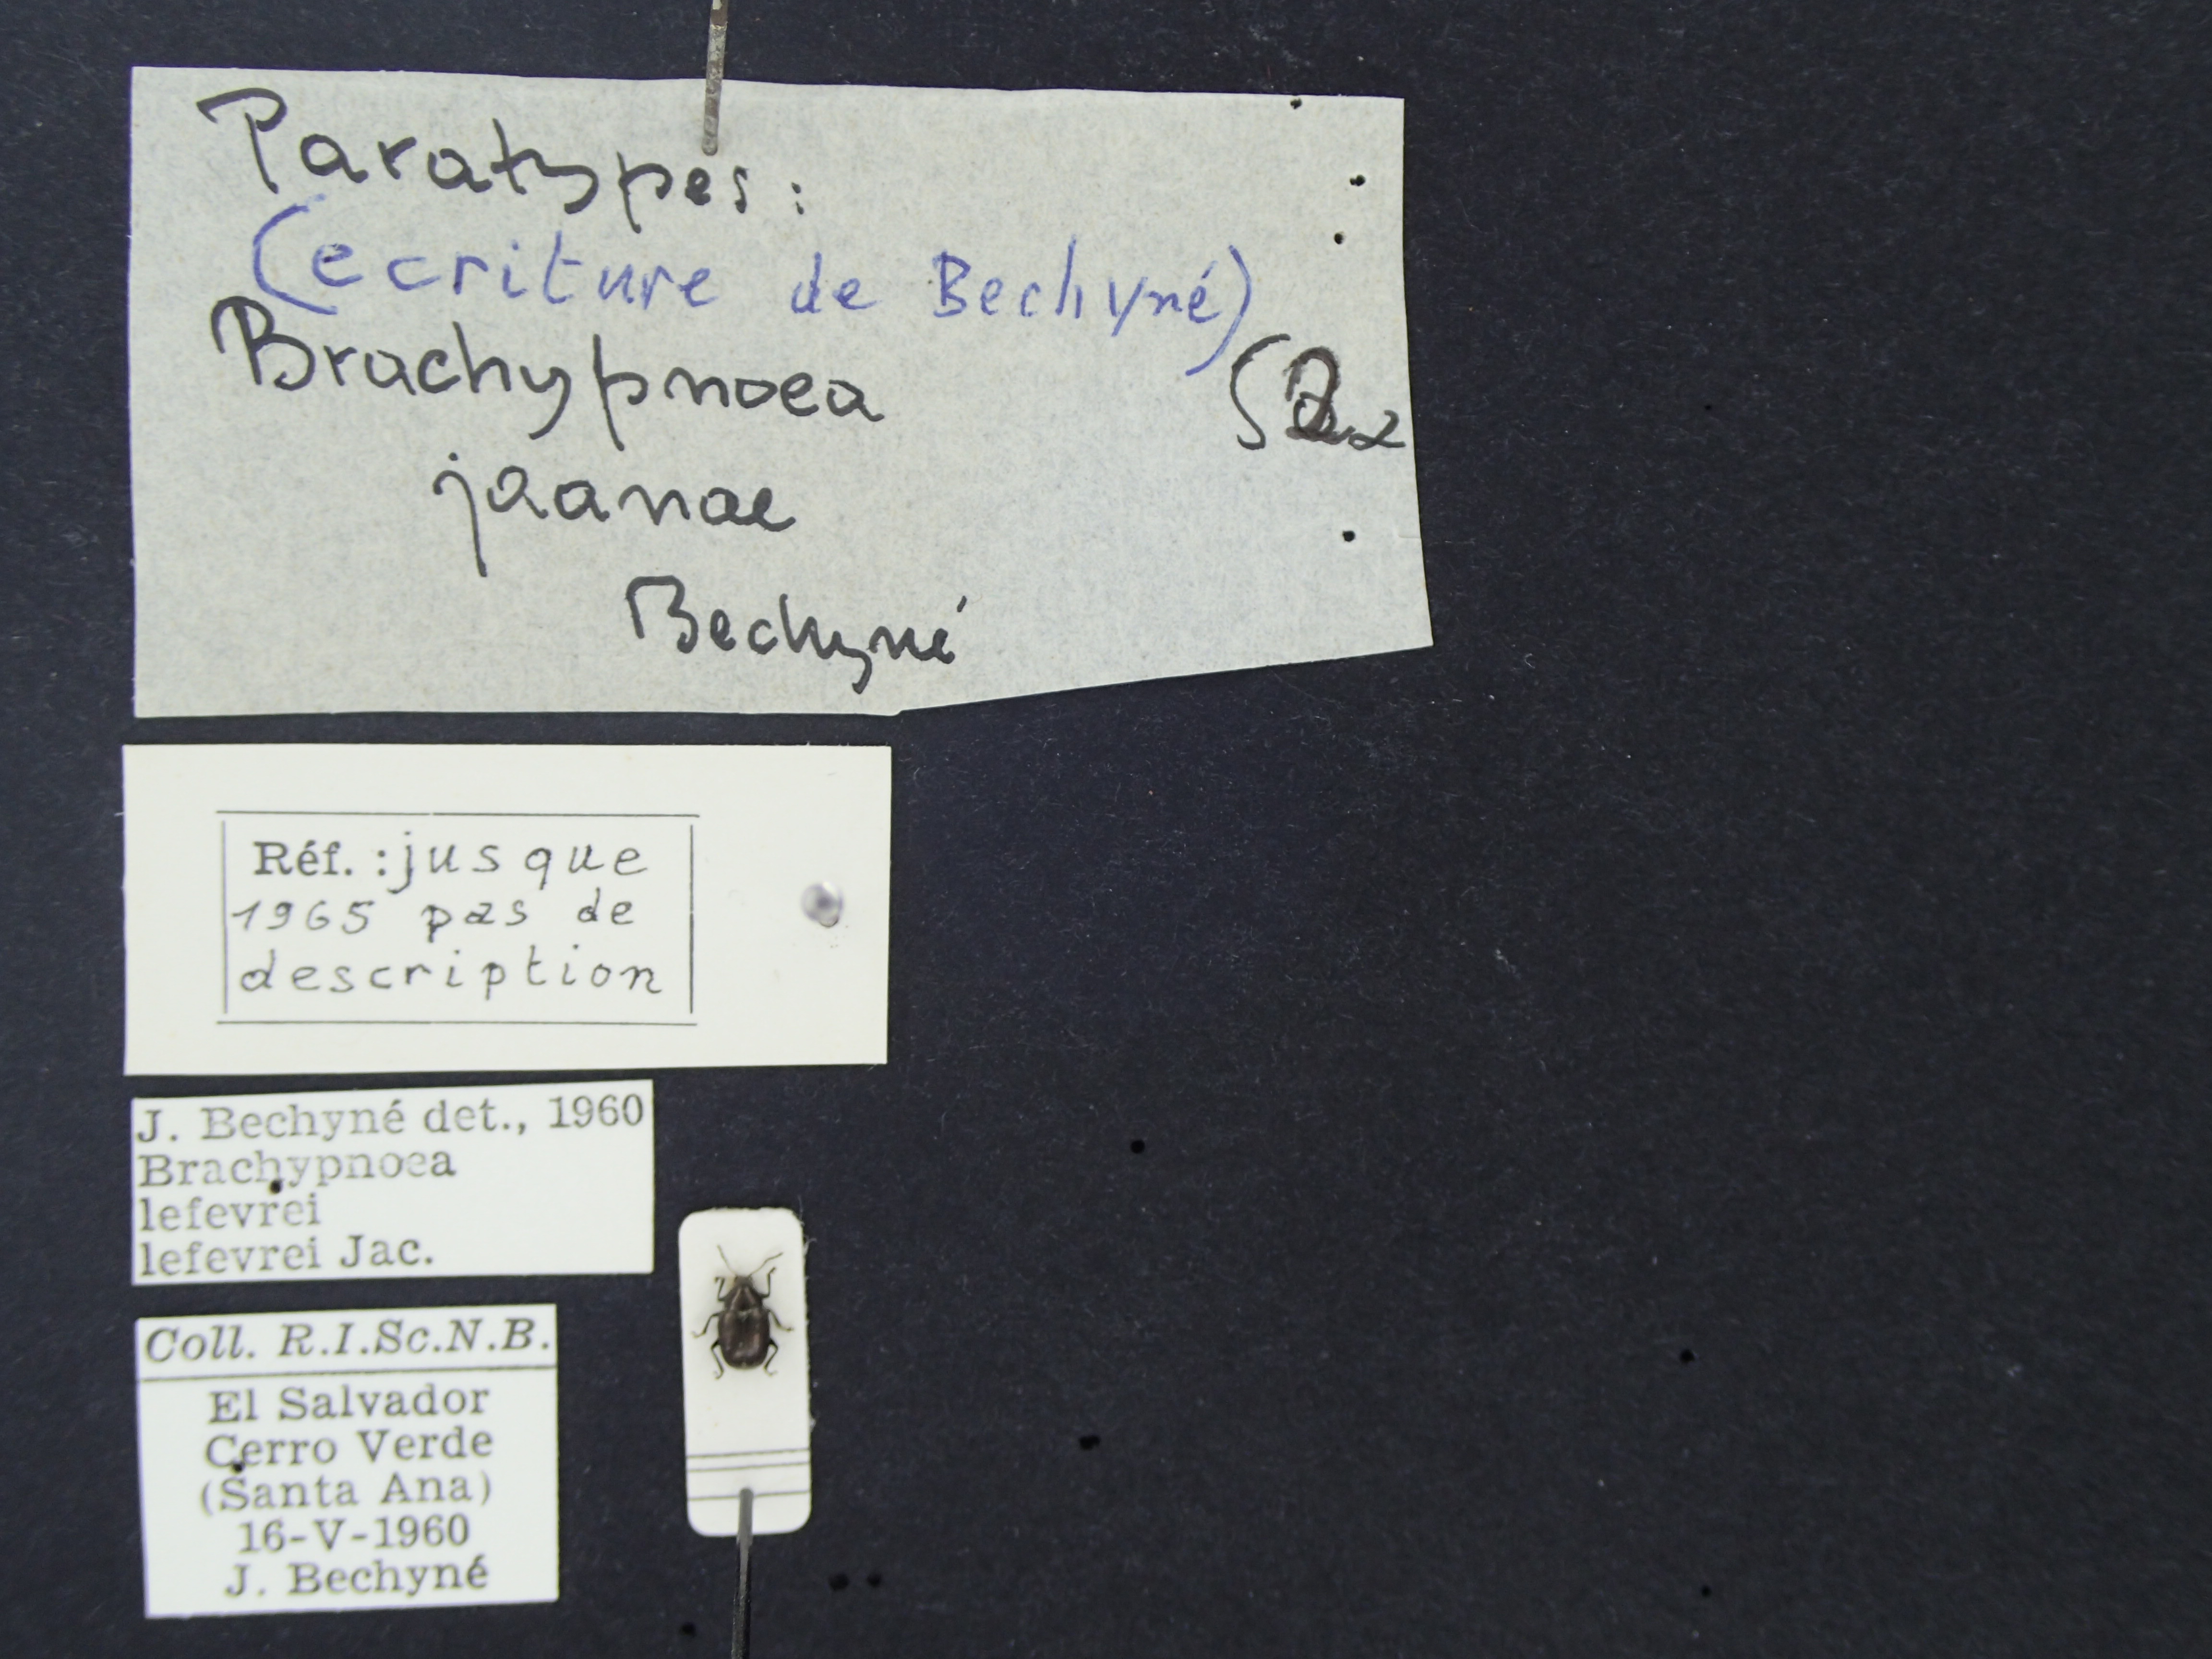 Paratypes:
(ecriture de Bechyné)
Brachypnoea
jaanae
Bechyné
Réf. : jusque
1965 pas de
description
J. Bechyné det., 1960
Brachypnoea
lefevrei
lefevrei Jac.
Coll. R.I.Sc.N.B.
El Salvador
Cerro Verde
(Santa Ana)
16-V-1960
J. Bechyné